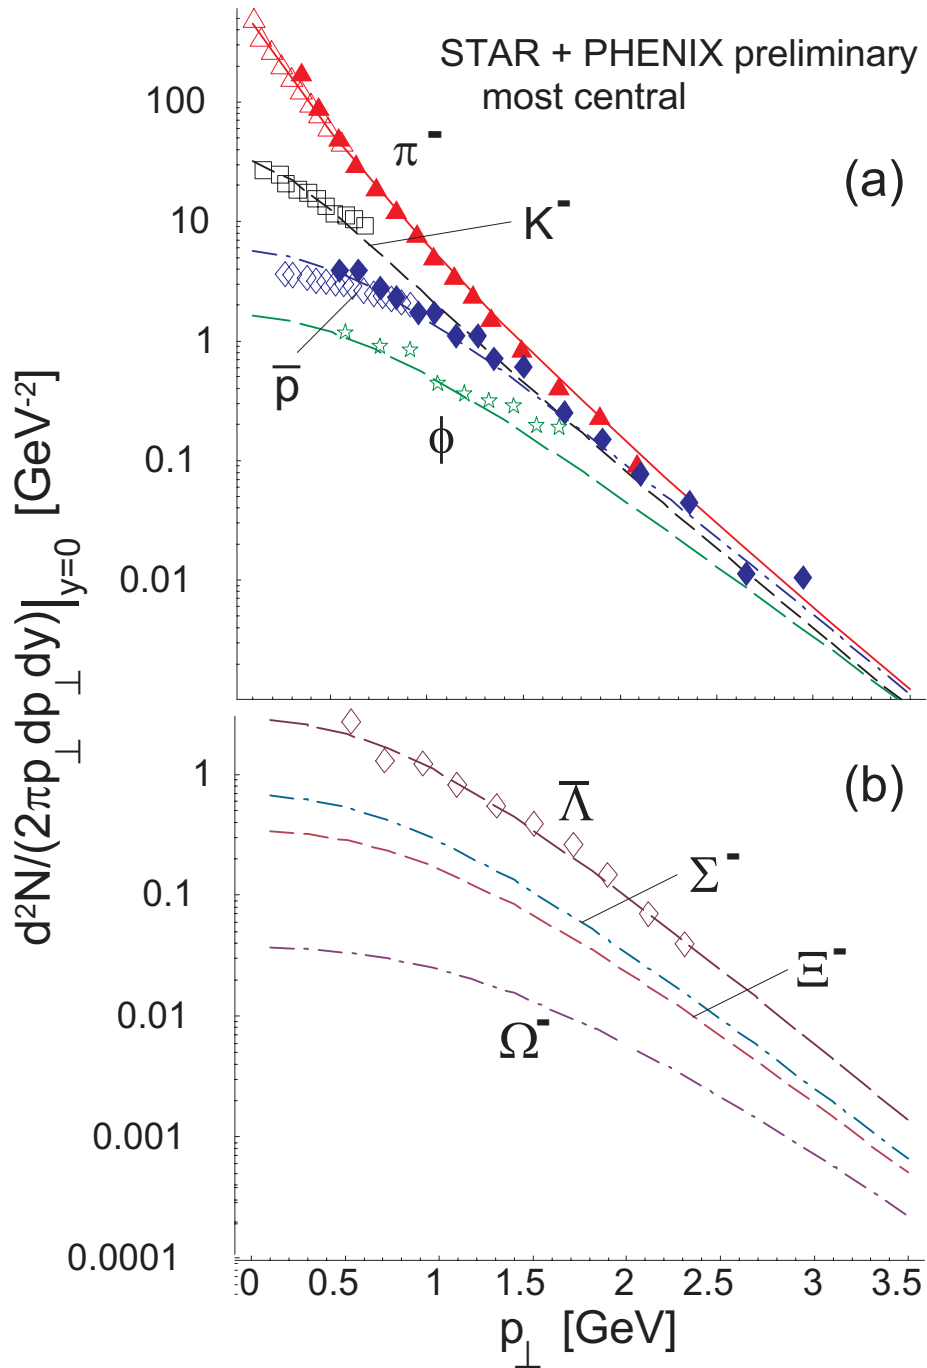 STAR + PHENIX preliminary
most central
(a)
100
10
1
0.1
0.01
π⁻
K⁻
p̅
ϕ
d²N/(2πp⊥ dp⊥ dy)|y=0 [GeV⁻²]
(b)
1
0.1
0.01
0.001
0.0001
Λ̅
Σ⁻
Ξ⁻
Ω⁻
0 0.5 1 1.5 2 2.5 3 3.5
p⊥ [GeV]